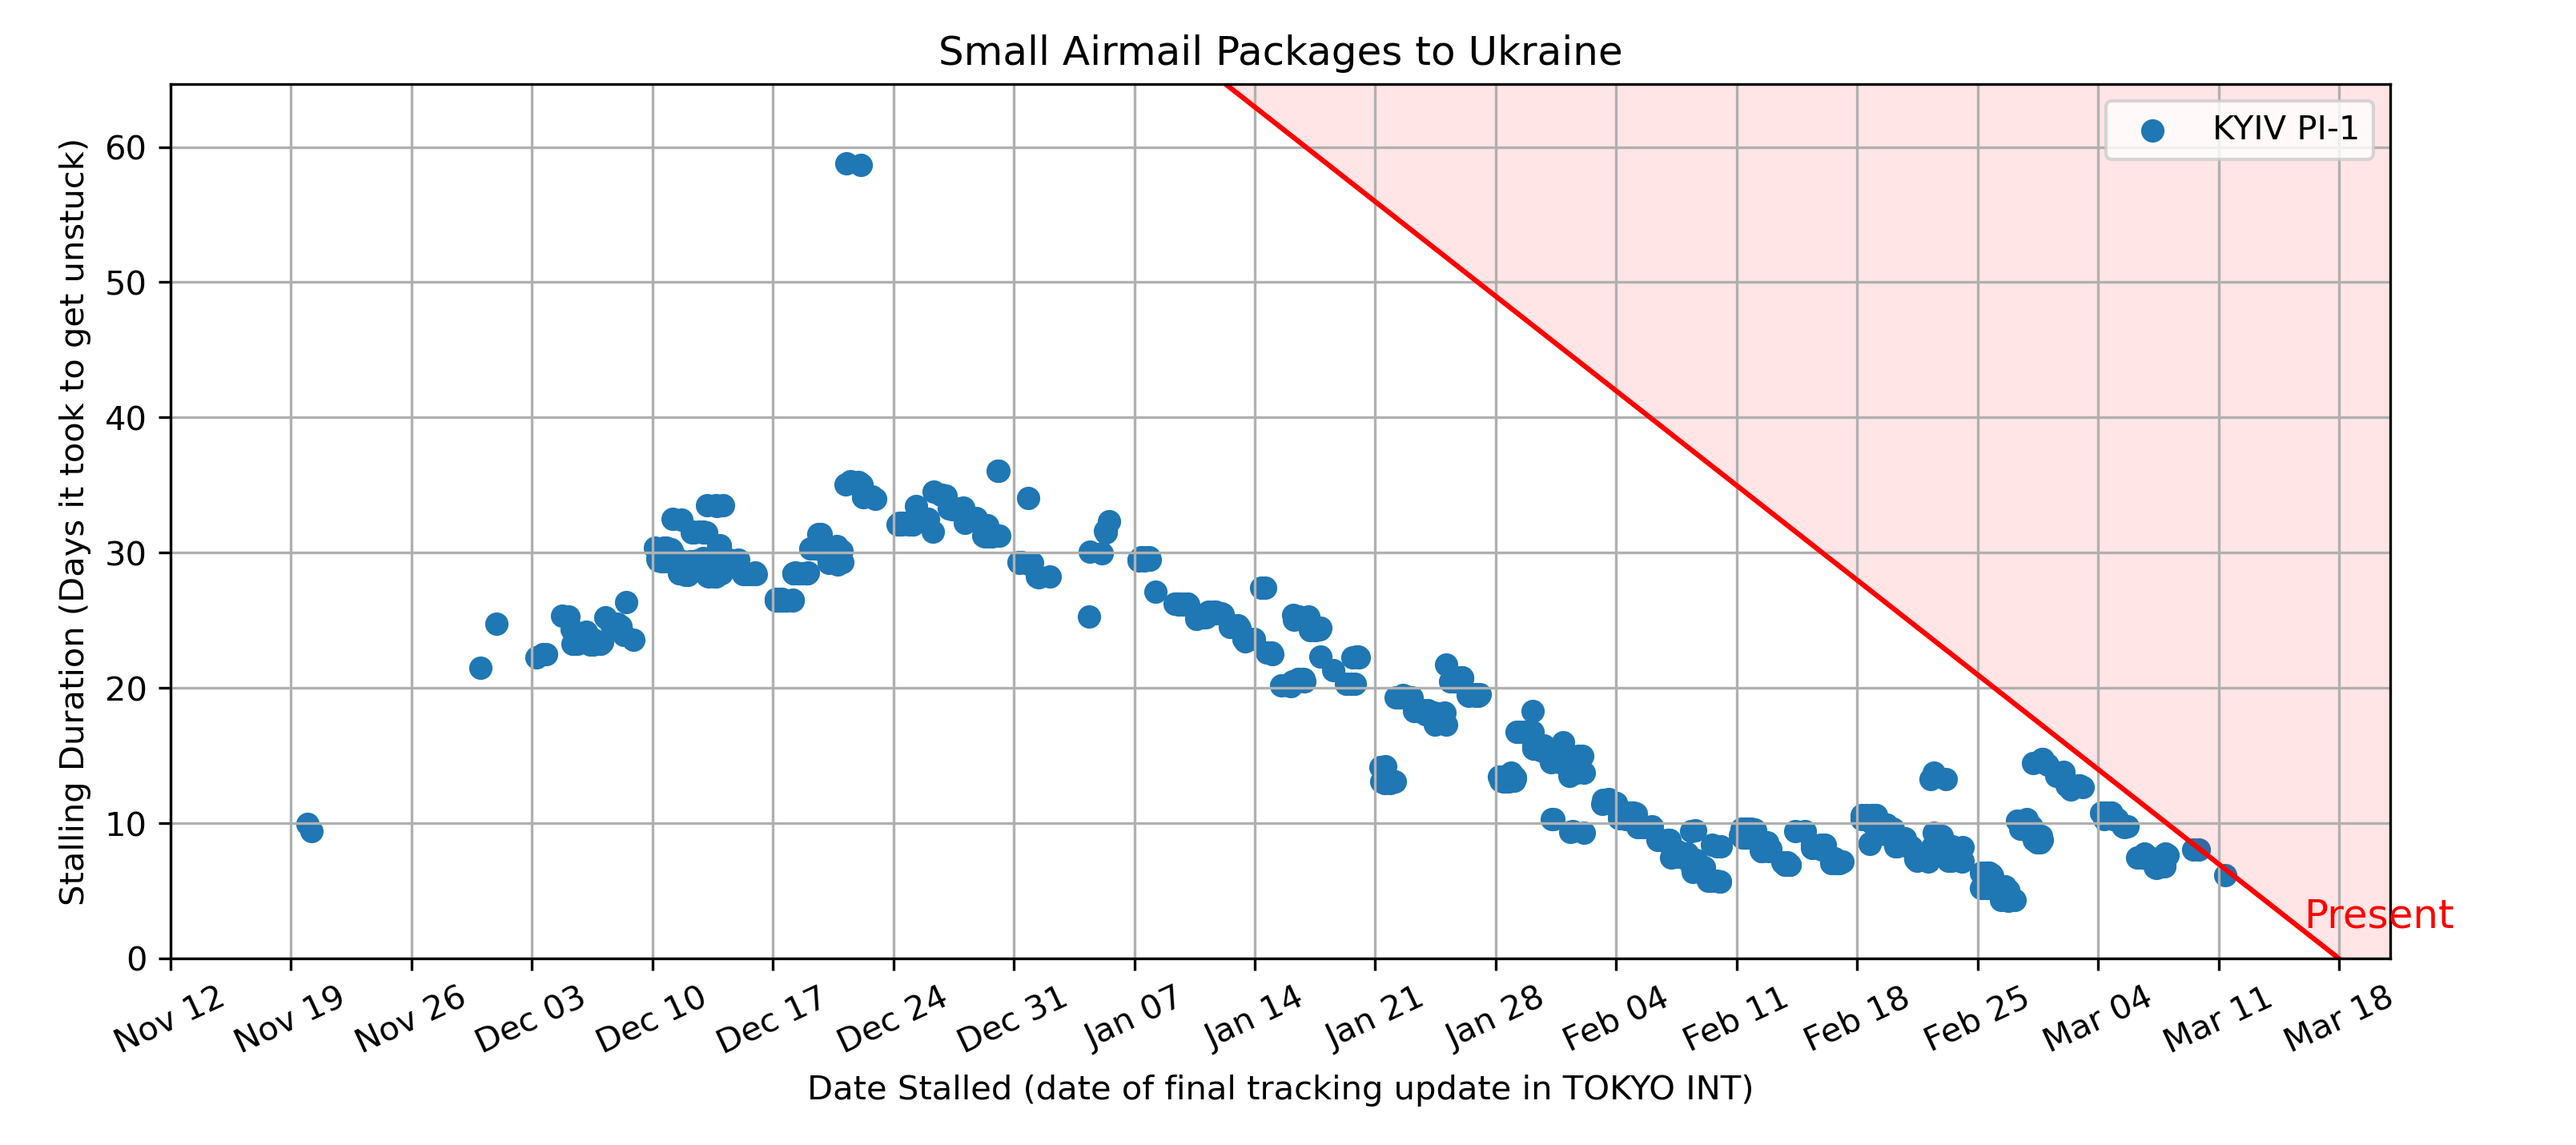 Small Airmail Packages to Ukraine
KYIV PI-1
Stalling Duration (Days it took to get unstuck)
60
50
40
30
20
10
0
Present
Nov 12
Nov 19
Nov 26
Dec 03
Dec 10
Dec 17
Dec 24
Dec 31
Jan 07
Jan 14
Jan 21
Jan 28
Feb 04
Feb 11
Feb 18
Feb 25
Mar 04
Mar 11
Mar 18
Date Stalled (date of final tracking update in TOKYO INT)